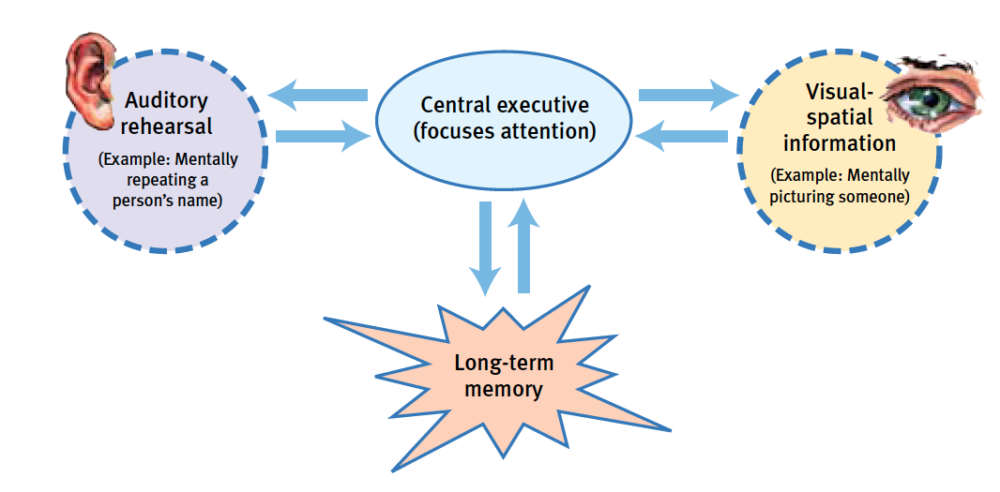 Auditory
rehearsal
(Example: Mentally
repeating a
person's name)
Central executive
(focuses attention)
Visual-
spatial
information
(Example: Mentally
picturing someone)
Long-term
memory